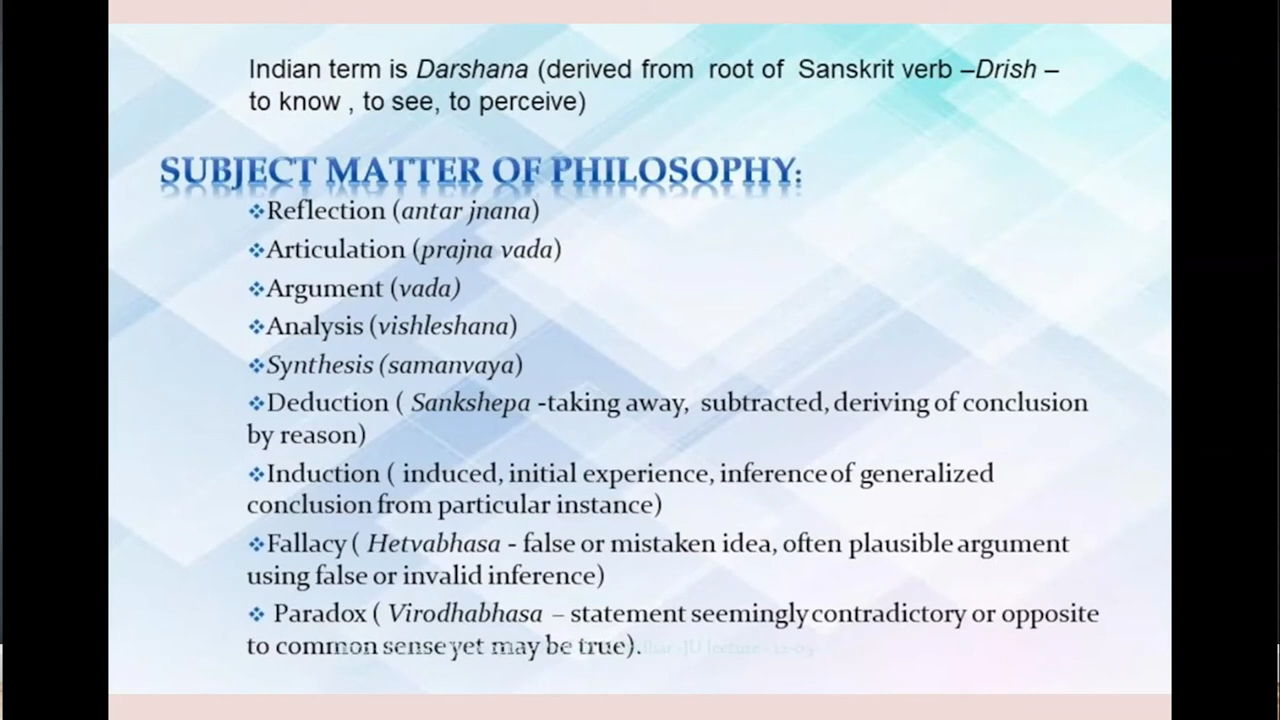 Indian term is Darshana (derived from root of Sanskrit verb –Drish –
to know , to see, to perceive)
SUBJECT MATTER OF PHILOSOPHY:
❖Reflection (antar jnana)
❖Articulation (prajna vada)
❖Argument (vada)
❖Analysis (vishleshana)
❖Synthesis (samanvaya)
❖Deduction ( Sankshepa -taking away, subtracted, deriving of conclusion
by reason)
❖Induction ( induced, initial experience, inference of generalized
conclusion from particular instance)
❖Fallacy ( Hetvabhasa - false or mistaken idea, often plausible argument
using false or invalid inference)
❖ Paradox ( Virodhabhasa – statement seemingly contradictory or opposite
to common sense yet may be true).
JU lecture